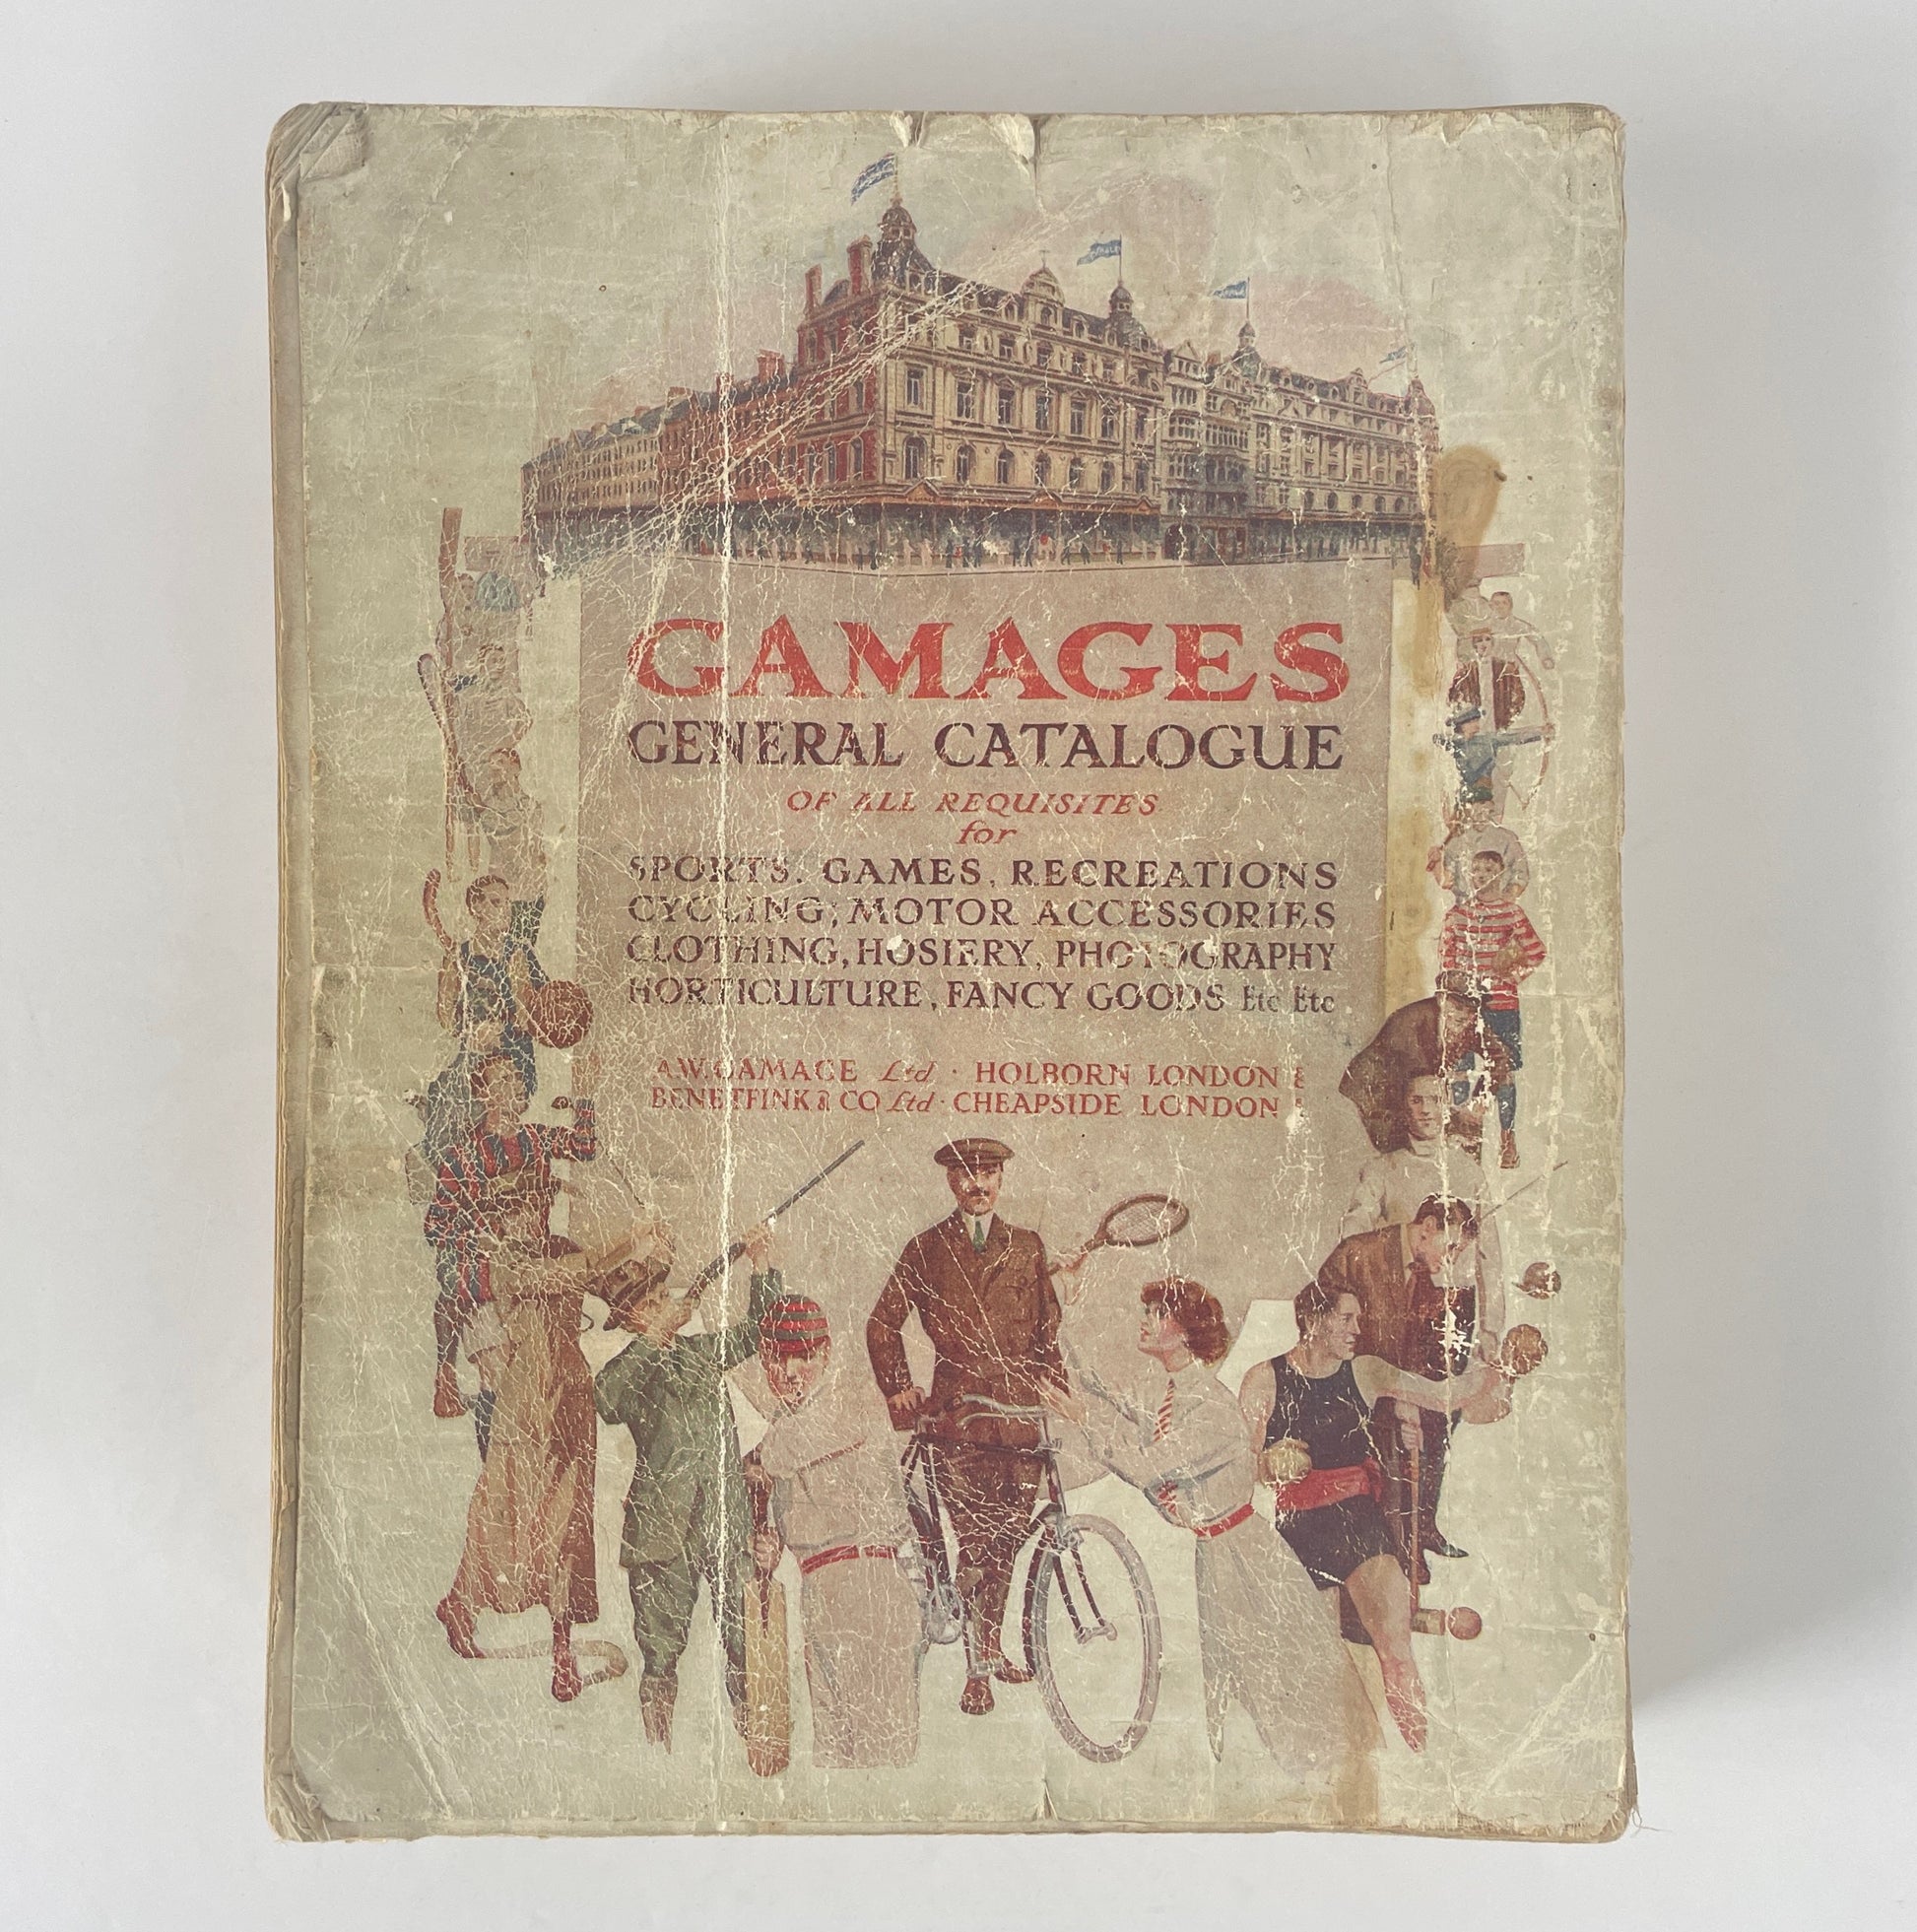 GAMAGES
GENERAL CATALOGUE
OF ALL REQUISITES
for
SPORTS. GAMES, RECREATIONS
CYCLING, MOTOR ACCESSORIES
CLOTHING, HOSIERY, PHOTOGRAPHY
HORTICULTURE, FANCY GOODS Etc Etc
A.W. GAMAGE Ltd · HOLBORN LONDON E
BENETFINK & CO Ltd · CHEAPSIDE LONDON